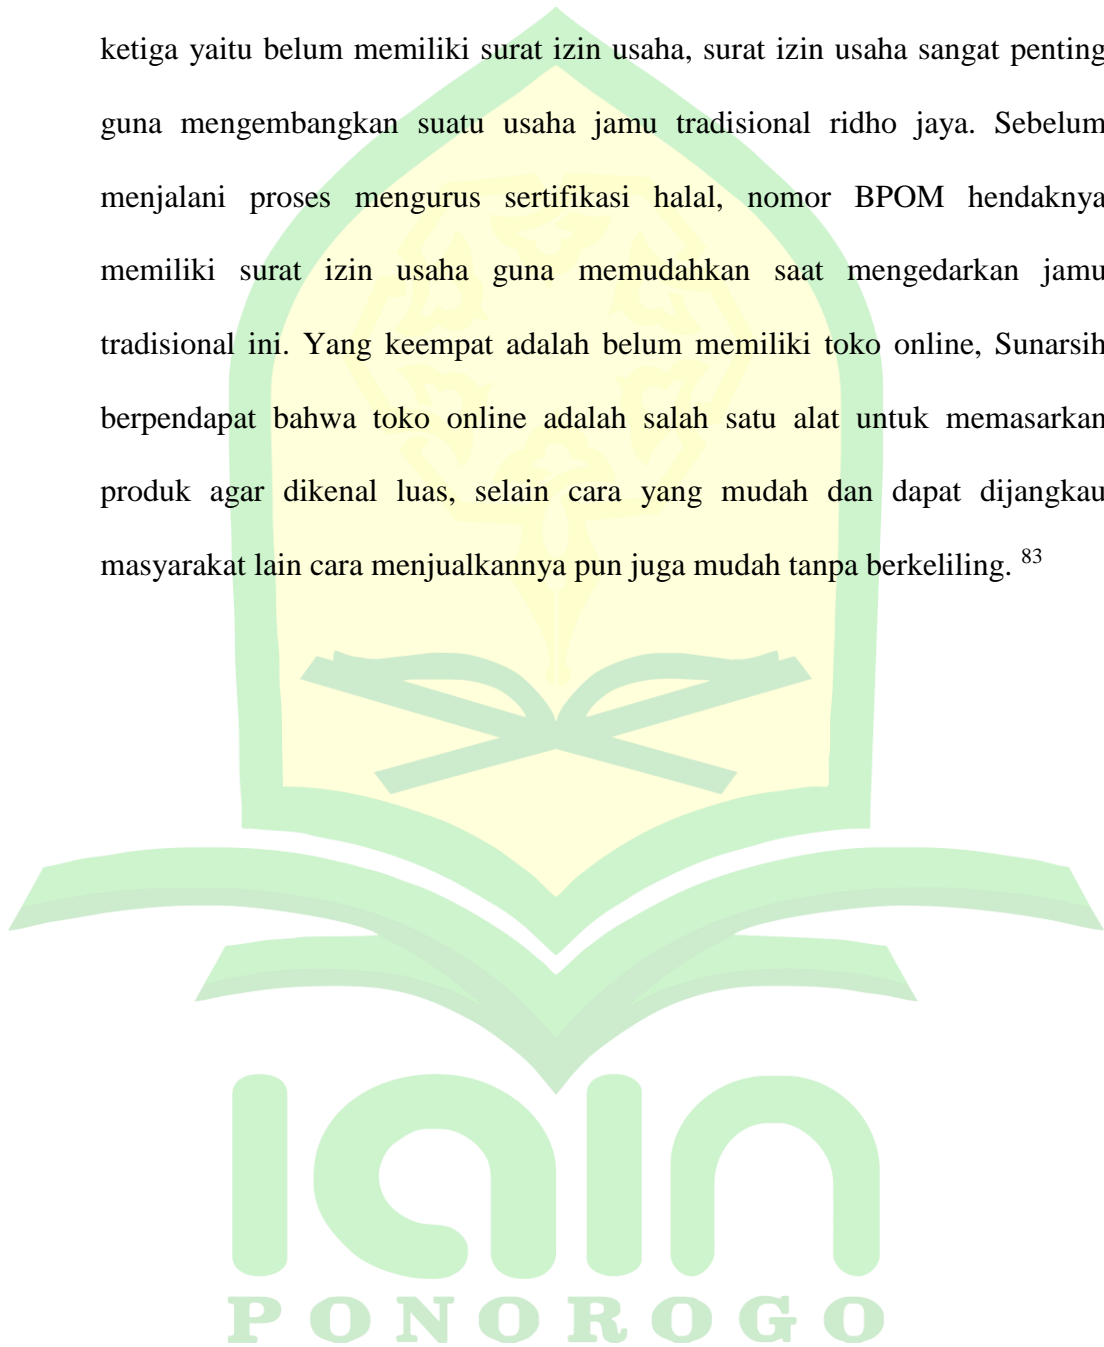 ketiga yaitu belum memiliki surat izin usaha, surat izin usaha sangat penting
guna mengembangkan suatu usaha jamu tradisional ridho jaya. Sebelum
menjalani proses mengurus sertifikasi halal, nomor BPOM hendaknya
memiliki surat izin usaha guna memudahkan saat mengedarkan jamu
tradisional ini. Yang keempat adalah belum memiliki toko online, Sunarsih
berpendapat bahwa toko online adalah salah satu alat untuk memasarkan
produk agar dikenal luas, selain cara yang mudah dan dapat dijangkau
masyarakat lain cara menjualkannya pun juga mudah tanpa berkeliling. 83
iain
PONOROGO